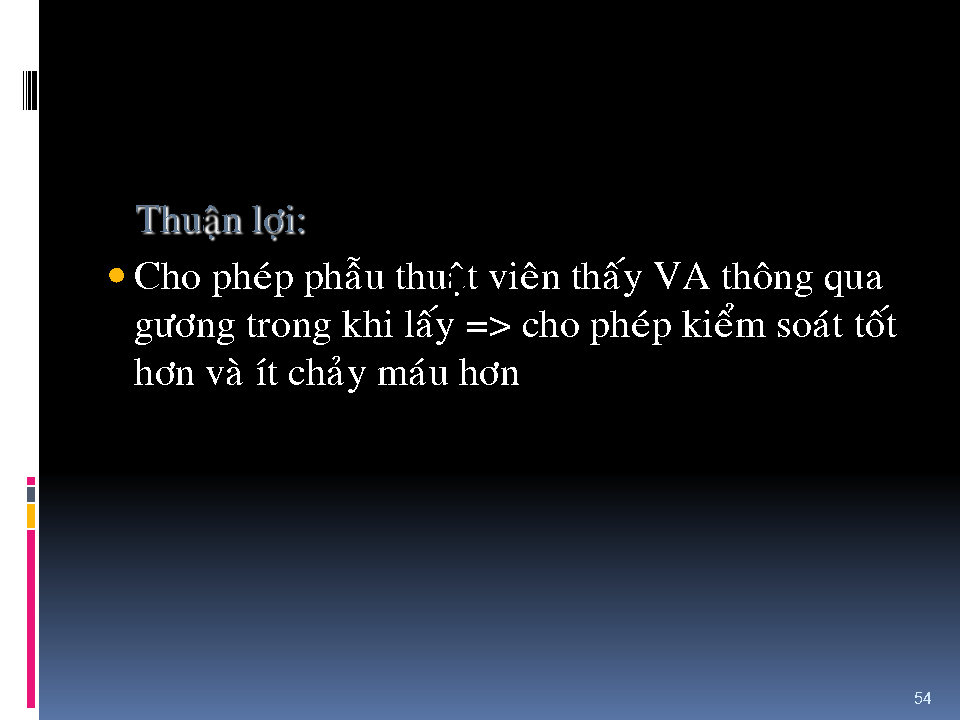 Thuận lợi:
• Cho phép phẫu thuật viên thấy VA thông qua
gương trong khi lấy => cho phép kiểm soát tốt
hơn và ít chảy máu hơn
54